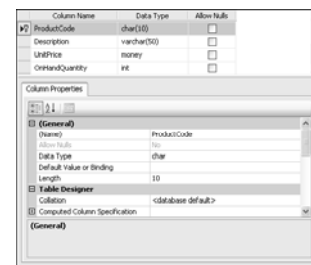 Column Name Data Type Allow Nulls
ProductCode char(10)
Description varchar(50)
UnitPrice money
OnHandQuantity int
Column Properties
(General)
(Name) ProductCode
Allow Nulls No
Data Type char
Default Value or Binding
Length 10
Table Designer
Collation <database default>
Computed Column Specification
(General)